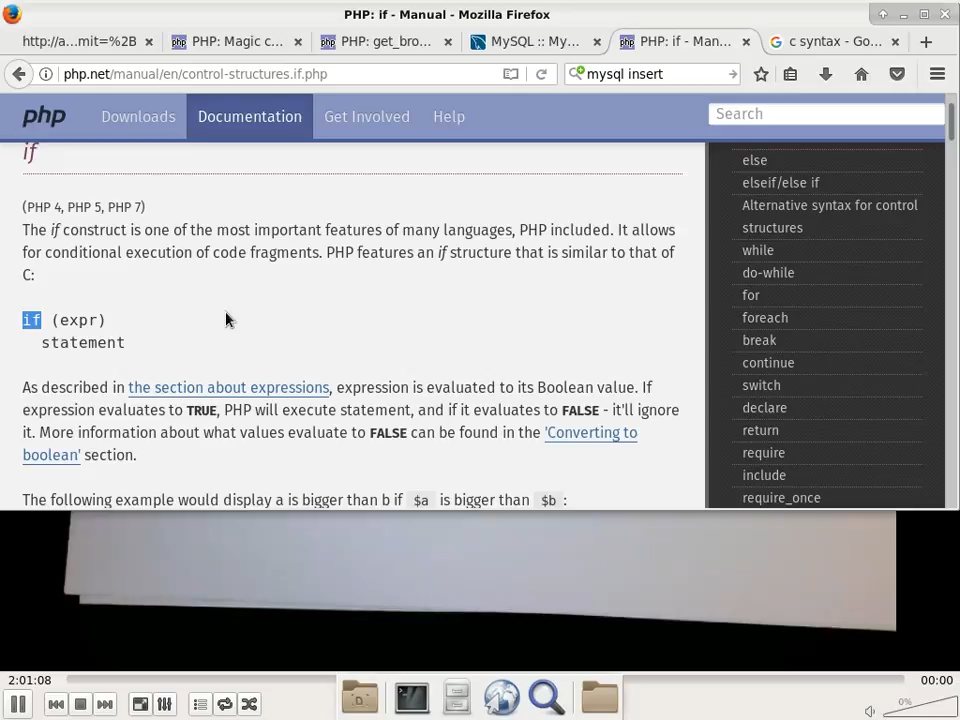 PHP: if - Manual - Mozilla Firefox
http://a...mit=%2B
PHP: Magic c...
PHP: get_bro...
MySQL :: My...
PHP: if - Man...
c syntax - Go...
php.net/manual/en/control-structures.if.php
mysql insert
php
Downloads
Documentation
Get Involved
Help
Search
if
(PHP 4, PHP 5, PHP 7)
The if construct is one of the most important features of many languages, PHP included. It allows
for conditional execution of code fragments. PHP features an if structure that is similar to that of
C:
if (expr)
statement
As described in the section about expressions, expression is evaluated to its Boolean value. If
expression evaluates to TRUE, PHP will execute statement, and if it evaluates to FALSE - it'll ignore
it. More information about what values evaluate to FALSE can be found in the 'Converting to
boolean' section.
The following example would display a is bigger than b if $a is bigger than $b :
else
elseif/else if
Alternative syntax for control
structures
while
do-while
for
foreach
break
continue
switch
declare
return
require
include
require_once
2:01:08
00:00
0%